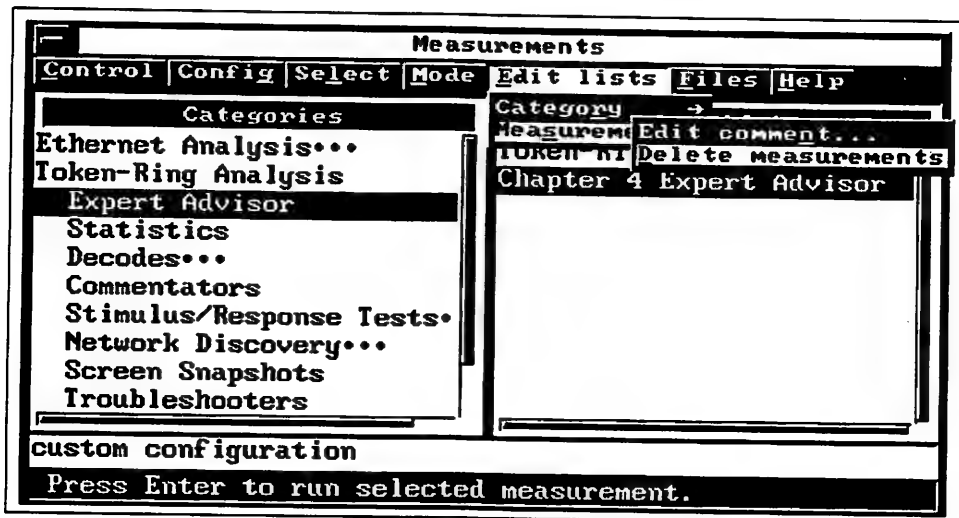 Measurements
Control Config Select Mode Edit lists Files Help
Categories
Ethernet Analysis•••
Token-Ring Analysis
Expert Advisor
Statistics
Decodes•••
Commentators
Stimulus/Response Tests•
Network Discovery•••
Screen Snapshots
Troubleshooters
Category →
Measureme
Edit comment...
Delete measurements
Chapter 4 Expert Advisor
custom configuration
Press Enter to run selected measurement.